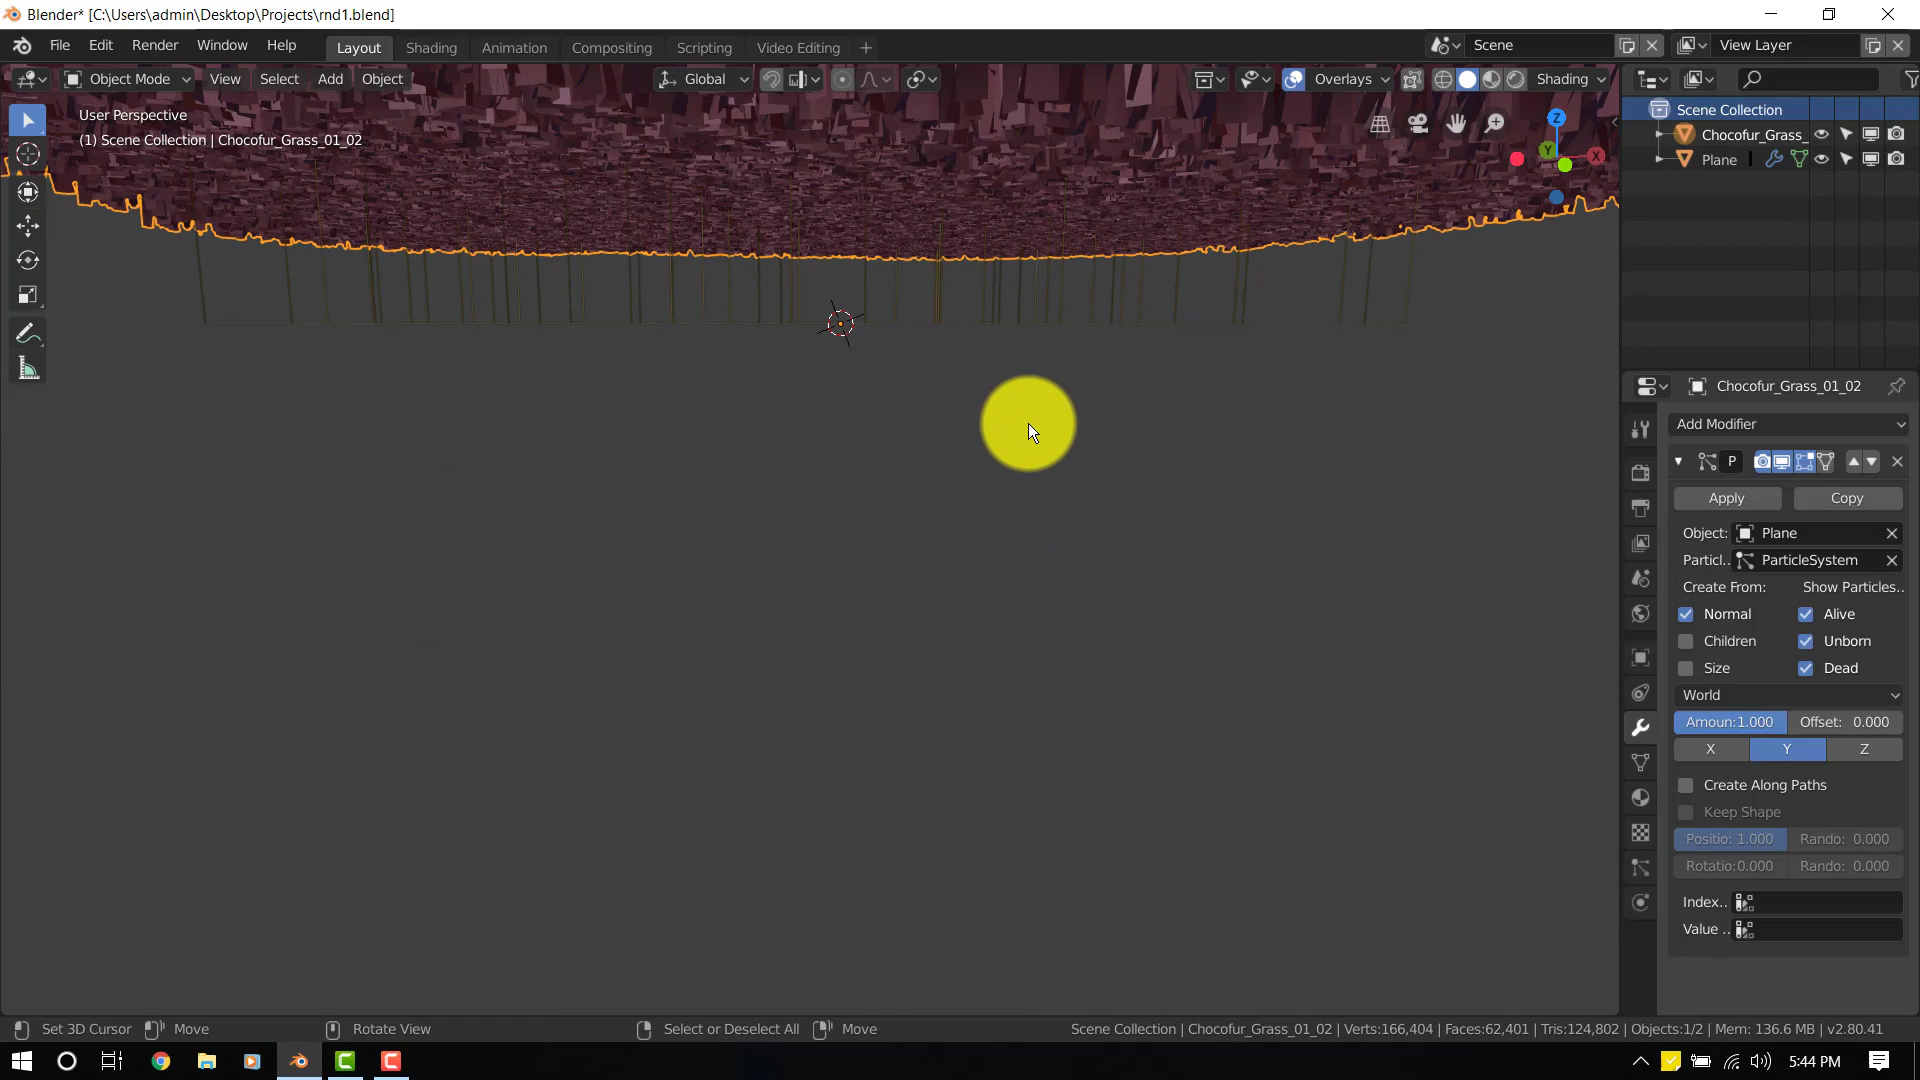 Blender* [C:\Users\admin\Desktop\Projects\rnd1.blend]
File Edit Render Window Help Layout Shading Animation Compositing Scripting Texture Video Editing + Scene View Layer
Object Mode View Select Add Object Global Overlays Shading
User Perspective
(1) Scene Collection | Chocofur_Grass_01_02
Z
Y
X
Scene Collection
Chocofur_Grass_
Plane
Chocofur_Grass_01_02
Add Modifier
P
Apply Copy
Object: Plane
Particl.. ParticleSystem
Create From: Show Particles..
Normal Alive
Children Unborn
Size Dead
World
Amoun:1.000 Offset: 0.000
X Y Z
Create Along Paths
Keep Shape
Positio: 1.000 Rando: 0.000
Rotatio:0.000 Rando: 0.000
Index..
Value ..
Set 3D Cursor Move Rotate View Select or Deselect All Move Scene Collection | Chocofur_Grass_01_02 | Verts:166,404 | Faces:62,401 | Tris:124,802 | Objects:1/2 | Mem: 136.6 MB | v2.80.41
5:44 PM